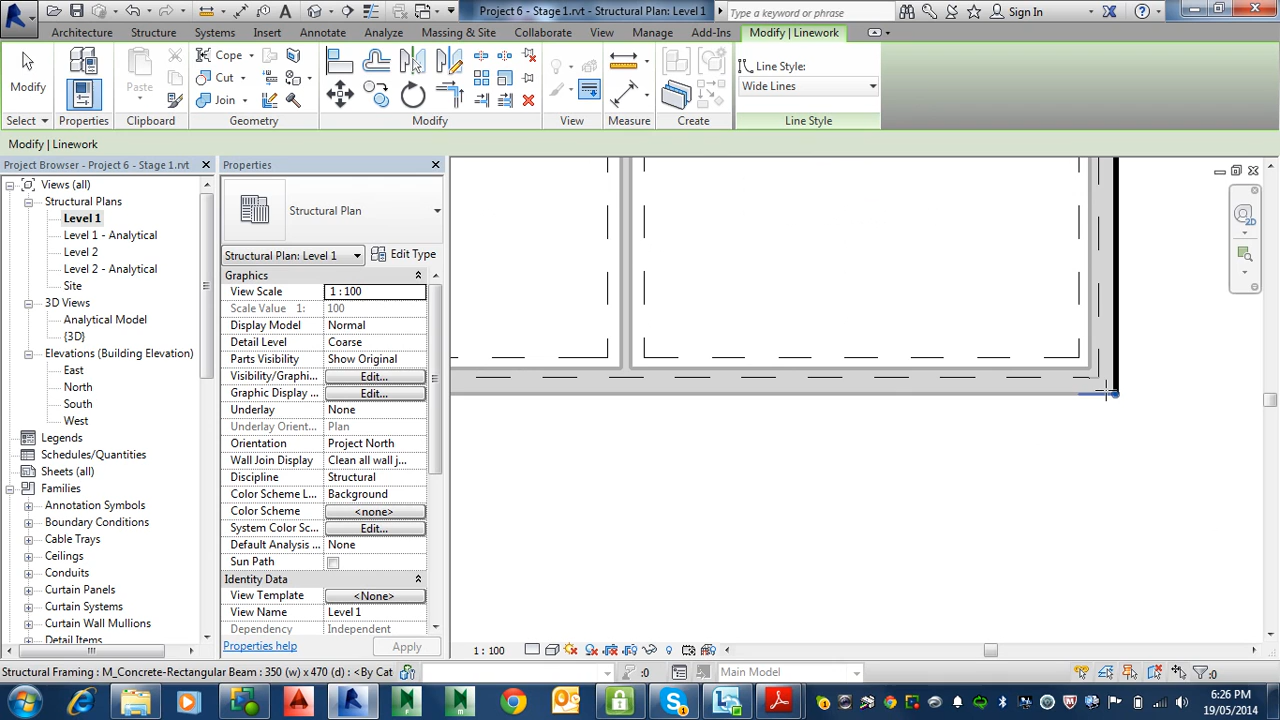 Project 6 - Stage 1.rvt - Structural Plan: Level 1
Type a keyword or phrase
Sign In
Architecture Structure Systems Insert Annotate Analyze Massing & Site Collaborate View Manage Add-Ins Modify | Linework
Modify
Paste
Cope
Cut
Join
Line Style:
Wide Lines
Select Properties Clipboard Geometry Modify View Measure Create Line Style
Modify | Linework
Project Browser - Project 6 - Stage 1.rvt
Views (all)
Structural Plans
Level 1
Level 1 - Analytical
Level 2
Level 2 - Analytical
Site
3D Views
Analytical Model
{3D}
Elevations (Building Elevation)
East
North
South
West
Legends
Schedules/Quantities
Sheets (all)
Families
Annotation Symbols
Boundary Conditions
Cable Trays
Ceilings
Conduits
Curtain Panels
Curtain Systems
Curtain Wall Mullions
Detail Items
Properties
Structural Plan
Structural Plan: Level 1
Edit Type
Graphics
View Scale 1 : 100
Scale Value 1: 100
Display Model Normal
Detail Level Coarse
Parts Visibility Show Original
Visibility/Graphi... Edit...
Graphic Display ... Edit...
Underlay None
Underlay Orient... Plan
Orientation Project North
Wall Join Display Clean all wall j...
Discipline Structural
Color Scheme L... Background
Color Scheme <none>
System Color Sc... Edit...
Default Analysis ... None
Sun Path
Identity Data
View Template <None>
View Name Level 1
Dependency Independent
Properties help
Apply
1 : 100
Structural Framing : M_Concrete-Rectangular Beam : 350 (w) x 470 (d) : <By Cat
:0
Main Model
:0
2D
6:26 PM
19/05/2014